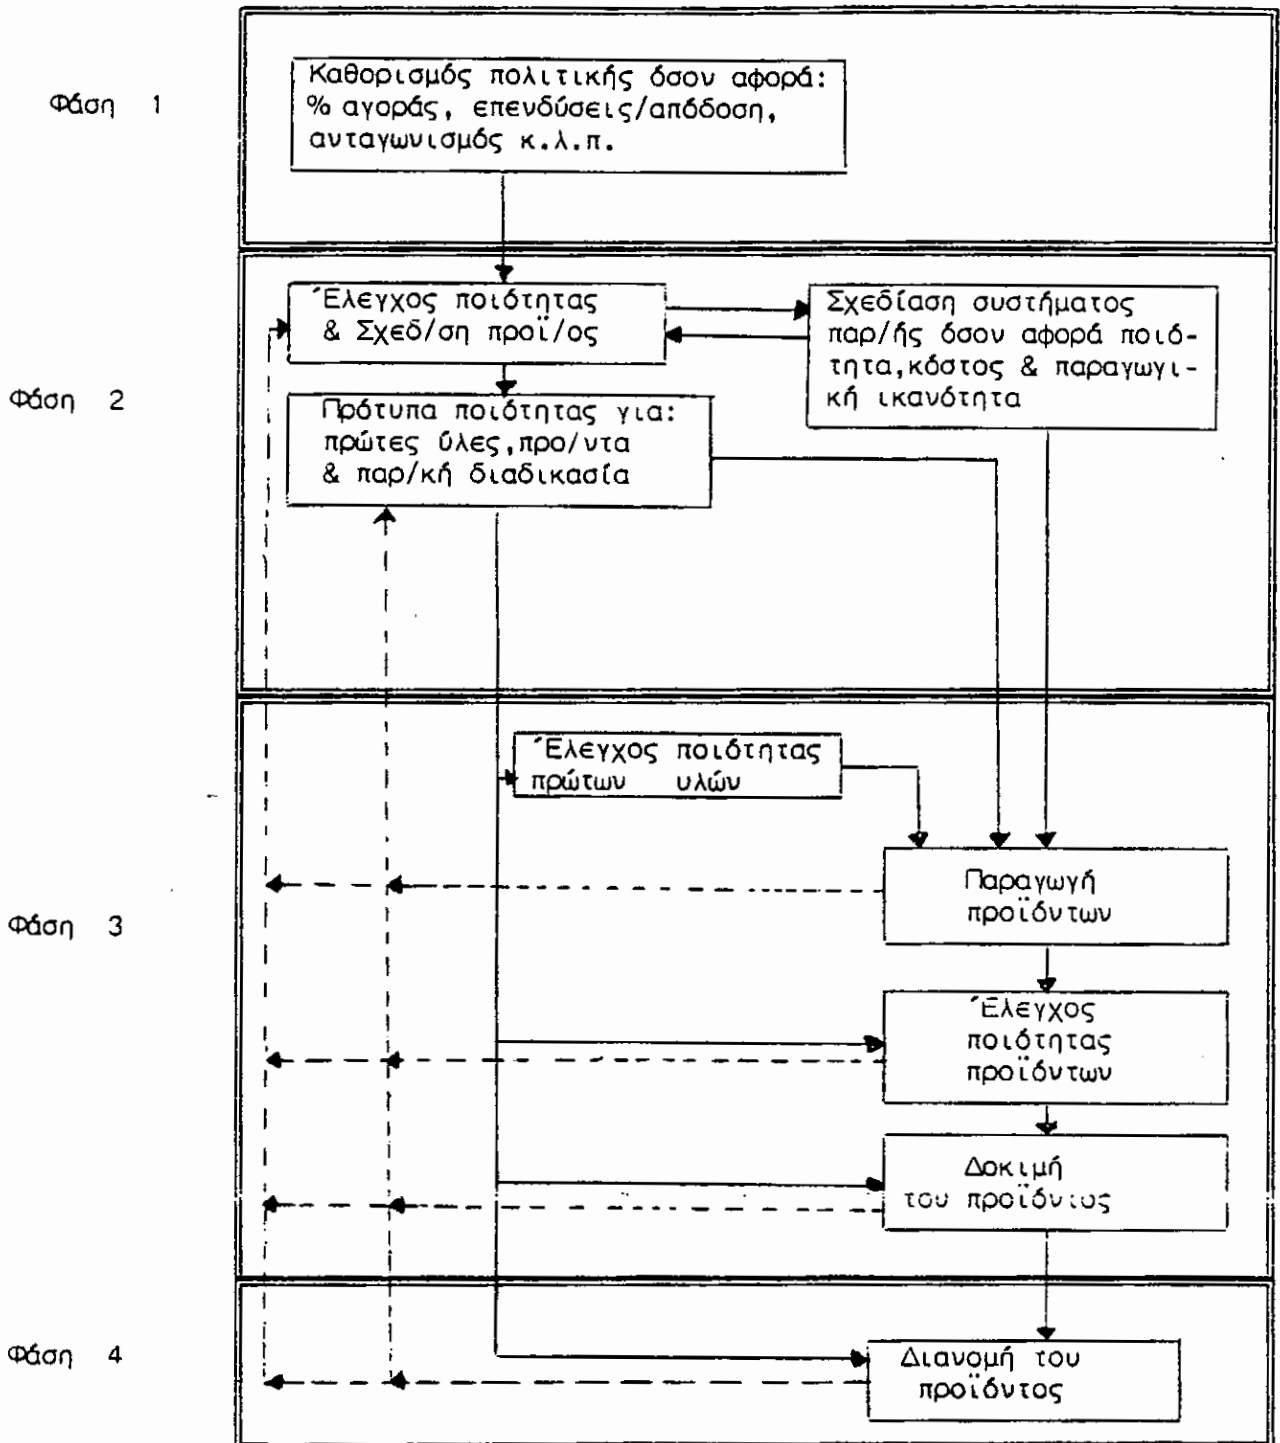 Φάση 1
Καθορισμός πολιτικής όσον αφορά:
% αγοράς, επενδύσεις/απόδοση,
ανταγωνισμός κ.λ.π.
Φάση 2
Έλεγχος ποιότητας
& Σχεδ/ση προϊ/ος
Σχεδίαση συστήματος
παρ/ής όσον αφορά ποιό-
τητα,κόστος & παραγωγι-
κή ικανότητα
Πρότυπα ποιότητας για:
πρώτες ύλες,προ/ντα
& παρ/κή διαδικασία
Φάση 3
Έλεγχος ποιότητας
πρώτων υλών
Παραγωγή
προϊόντων
Έλεγχος
ποιότητας
προϊόντων
Δοκιμή
του προϊόντος
Φάση 4
Διανομή του
προϊόντος